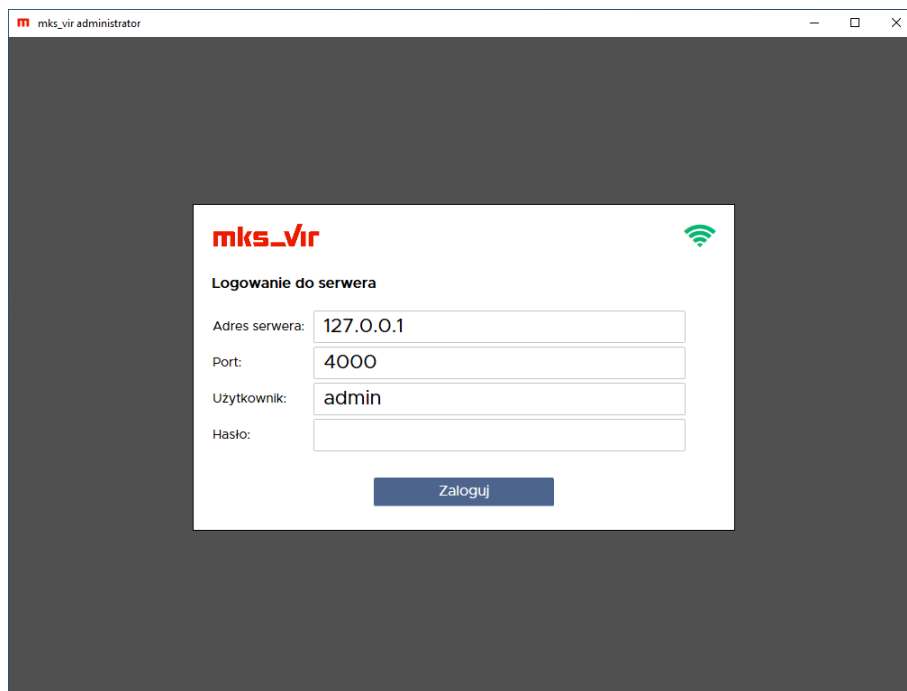 mks_vir administrator
mks_vir
Logowanie do serwera
Adres serwera: 127.0.0.1
Port: 4000
Użytkownik: admin
Hasło:
Zaloguj